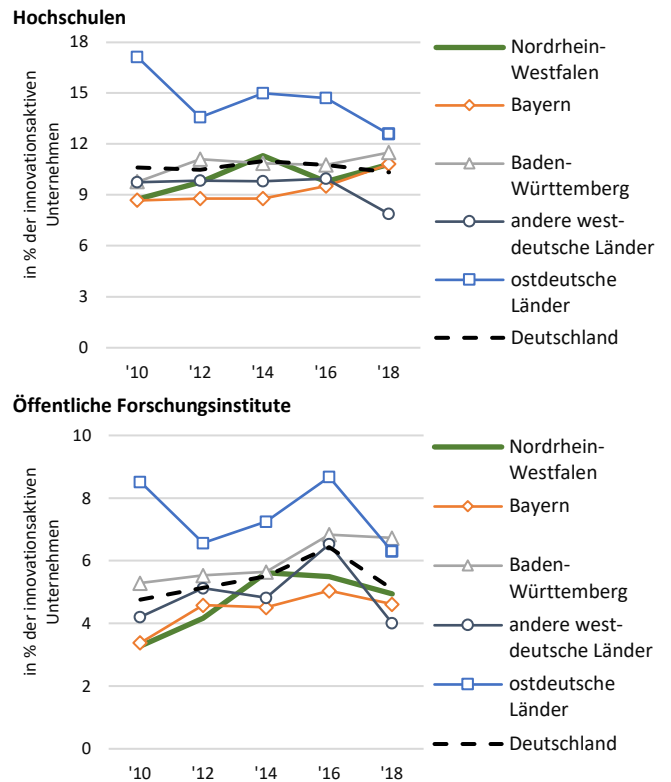 Hochschulen
in % der innovationsaktiven
Unternehmen
18
15
12
9
6
3
0
'10
'12
'14
'16
'18
Nordrhein-
Westfalen
Bayern
Baden-
Württemberg
andere west-
deutsche Länder
ostdeutsche
Länder
Deutschland
Öffentliche Forschungsinstitute
in % der innovationsaktiven
Unternehmen
10
8
6
4
2
0
'10
'12
'14
'16
'18
Nordrhein-
Westfalen
Bayern
Baden-
Württemberg
andere west-
deutsche Länder
ostdeutsche
Länder
Deutschland